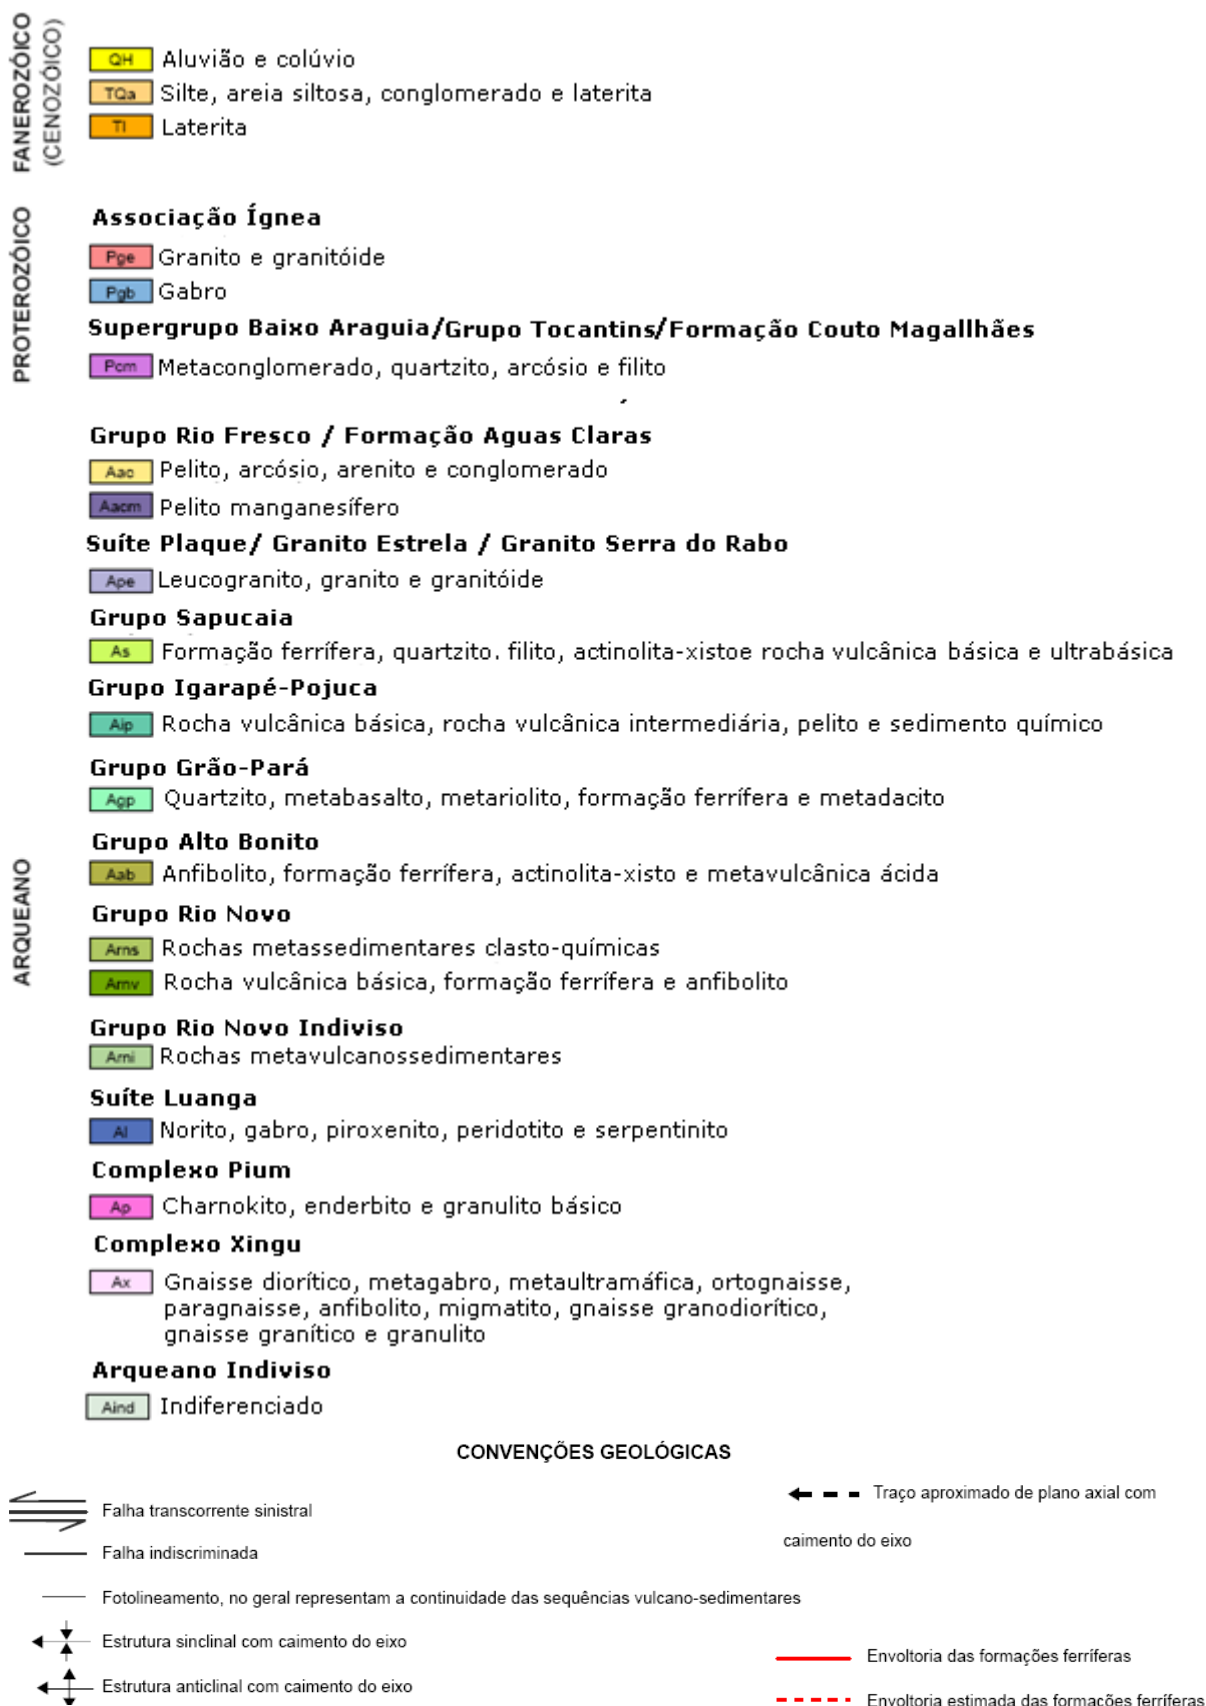 FANEROZÓICO
(CENOZÓICO)
QH Aluvião e colúvio
TQa Silte, areia siltosa, conglomerado e laterita
Tl Laterita
PROTEROZÓICO
Associação Ígnea
Pge Granito e granitóide
Pgb Gabro
Supergrupo Baixo Araguia/Grupo Tocantins/Formação Couto Magallhães
Pcm Metaconglomerado, quartzito, arcósio e filito
ARQUEANO
Grupo Rio Fresco / Formação Aguas Claras
Aac Pelito, arcósio, arenito e conglomerado
Aacm Pelito manganesífero
Suíte Plaque/ Granito Estrela / Granito Serra do Rabo
Ape Leucogranito, granito e granitóide
Grupo Sapucaia
As Formação ferrífera, quartzito. filito, actinolita-xistoe rocha vulcânica básica e ultrabásica
Grupo Igarapé-Pojuca
Aip Rocha vulcânica básica, rocha vulcânica intermediária, pelito e sedimento químico
Grupo Grão-Pará
Agp Quartzito, metabasalto, metariolito, formação ferrífera e metadacito
Grupo Alto Bonito
Aab Anfibolito, formação ferrífera, actinolita-xisto e metavulcânica ácida
Grupo Rio Novo
Arns Rochas metassedimentares clasto-químicas
Arnv Rocha vulcânica básica, formação ferrífera e anfibolito
Grupo Rio Novo Indiviso
Arni Rochas metavulcanossedimentares
Suíte Luanga
Al Norito, gabro, piroxenito, peridotito e serpentinito
Complexo Pium
Ap Charnokito, enderbito e granulito básico
Complexo Xingu
Ax Gnaisse diorítico, metagabro, metaultramáfica, ortognaisse,
paragnaisse, anfibolito, migmatito, gnaisse granodiorítico,
gnaisse granítico e granulito
Arqueano Indiviso
Aind Indiferenciado
CONVENÇÕES GEOLÓGICAS
Falha transcorrente sinistral
Falha indiscriminada
Fotolineamento, no geral representam a continuidade das sequências vulcano-sedimentares
Estrutura sinclinal com caimento do eixo
Estrutura anticlinal com caimento do eixo
Traço aproximado de plano axial com
caimento do eixo
Envoltoria das formações ferríferas
Envoltoria estimada das formações ferríferas